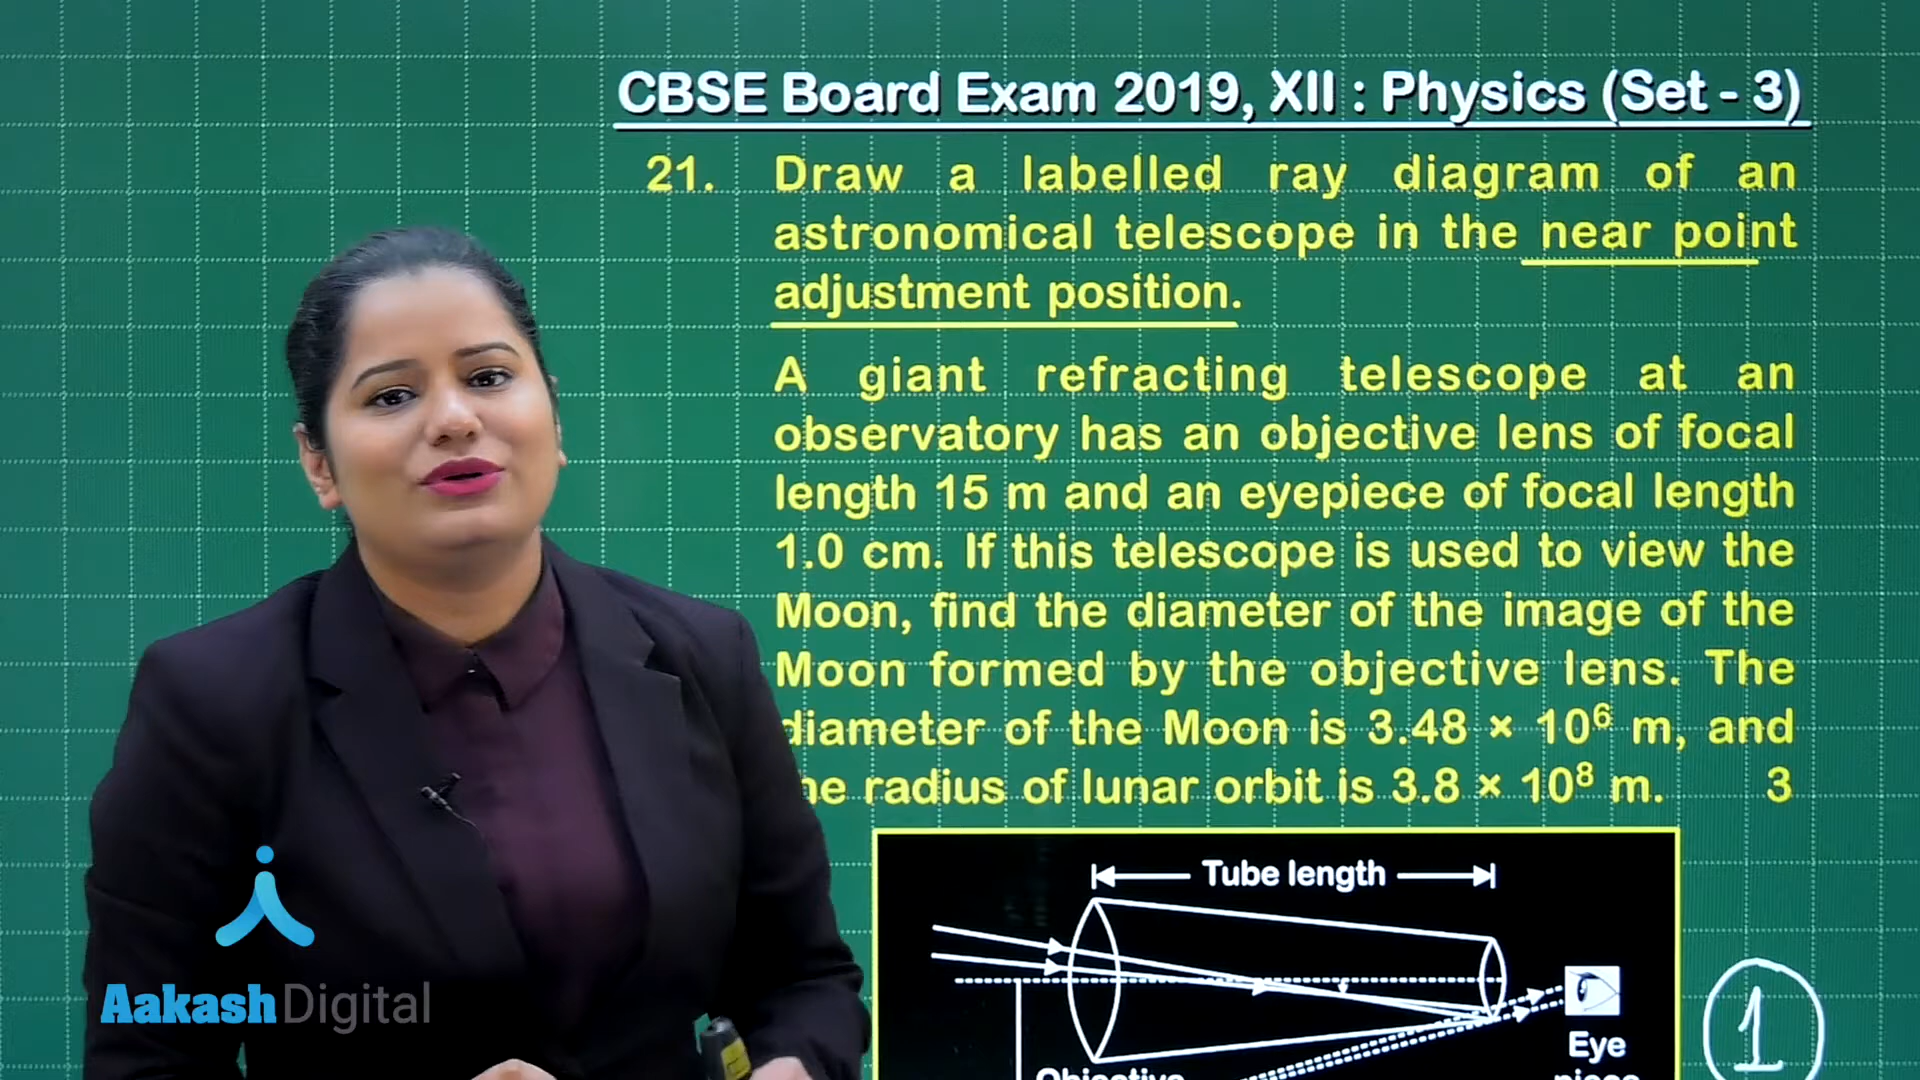 CBSE Board Exam 2019, XII : Physics (Set - 3)
21. Draw a labelled ray diagram of an
astronomical telescope in the near point
adjustment position.
A giant refracting telescope at an
observatory has an objective lens of focal
length 15 m and an eyepiece of focal length
1.0 cm. If this telescope is used to view the
Moon, find the diameter of the image of the
Moon formed by the objective lens. The
diameter of the Moon is 3.48 × 10⁶ m, and
he radius of lunar orbit is 3.8 × 10⁸ m. 3
Tube length
Eye
piece
Objective
1
Aakash Digital